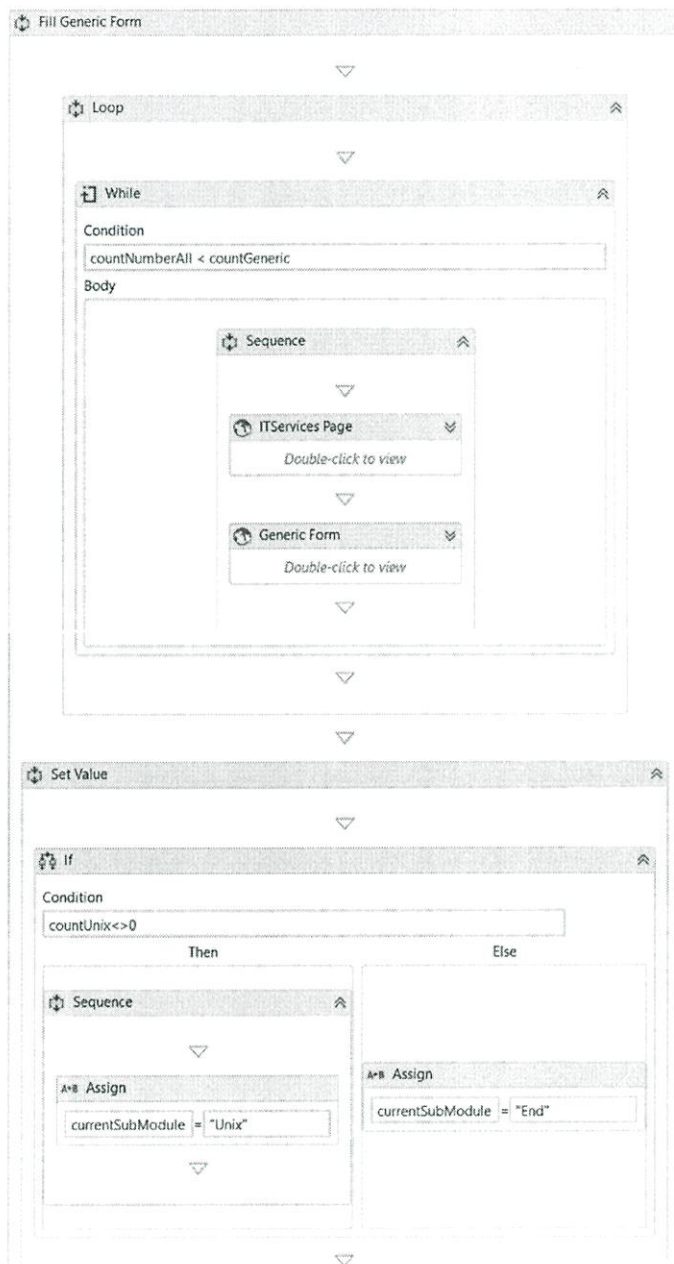 Fill Generic Form
Loop
While
Condition
countNumberAll < countGeneric
Body
Sequence
ITServices Page
Double-click to view
Generic Form
Double-click to view
Set Value
If
Condition
countUnix<>0
Then Else
Sequence
A+B Assign
currentSubModule = "Unix"
A+B Assign
currentSubModule = "End"